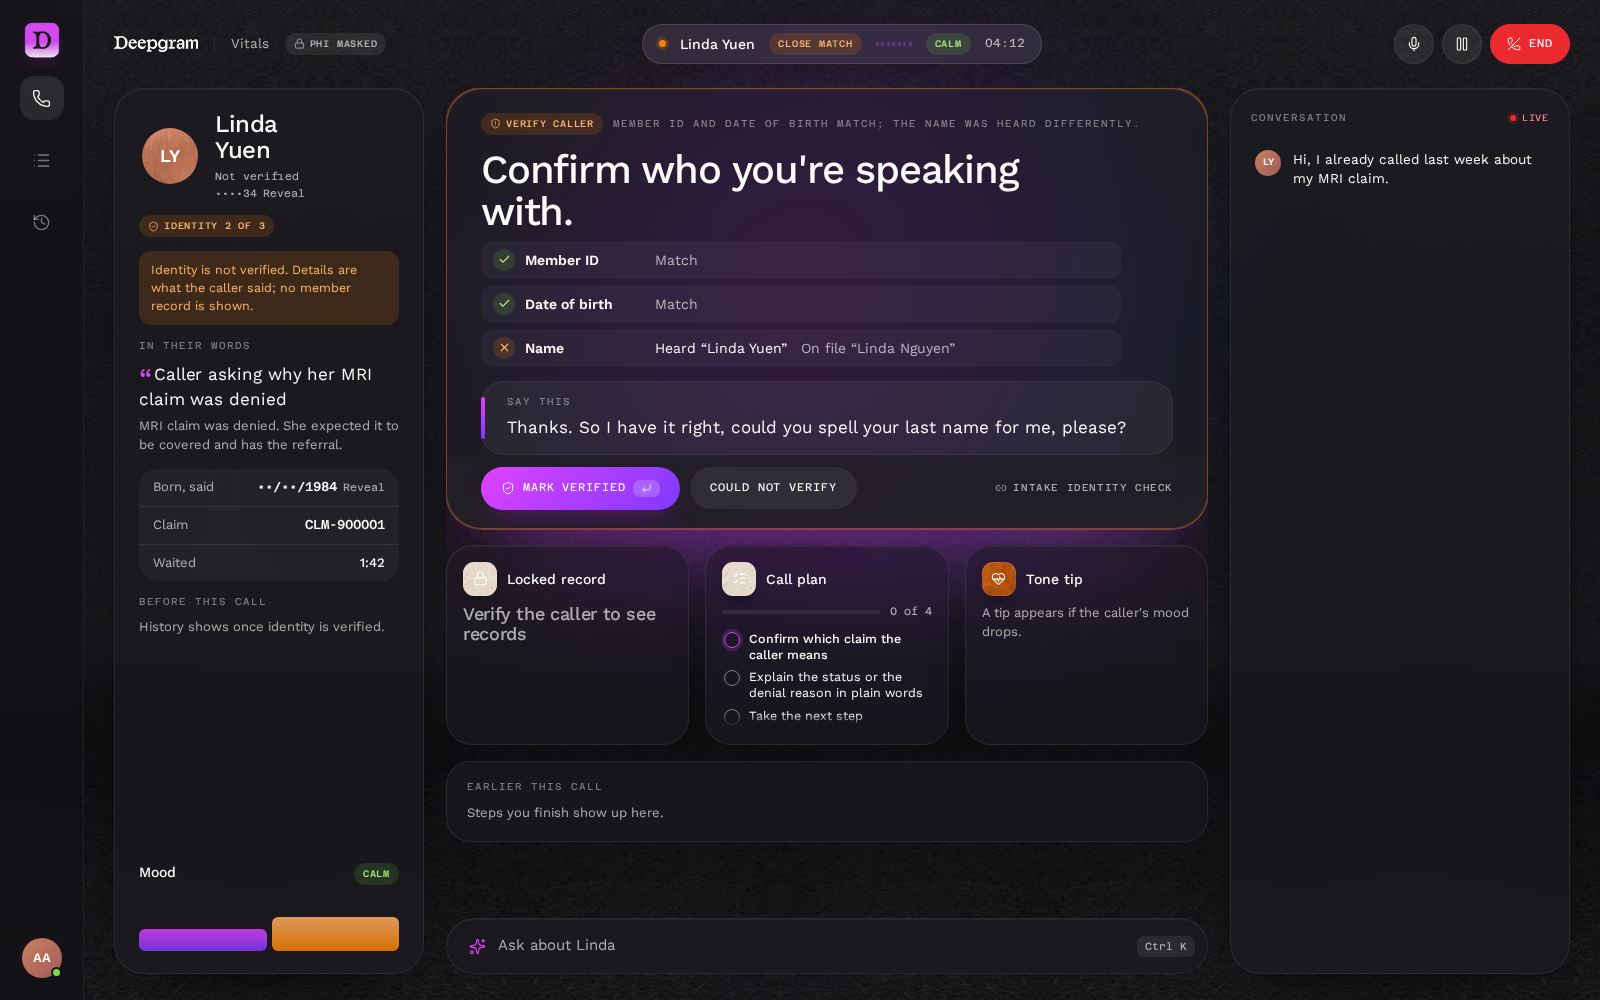 D
Deepgram
Vitals
PHI MASKED
Linda Yuen
CLOSE MATCH
CALM
04:12
END
LY
Linda
Yuen
Not verified
••••34 Reveal
IDENTITY 2 OF 3
Identity is not verified. Details are
what the caller said; no member
record is shown.
IN THEIR WORDS
“Caller asking why her MRI
claim was denied
MRI claim was denied. She expected it to
be covered and has the referral.
Born, said ••/••/1984 Reveal
Claim CLM-900001
Waited 1:42
BEFORE THIS CALL
History shows once identity is verified.
Mood CALM
AA
VERIFY CALLER MEMBER ID AND DATE OF BIRTH MATCH; THE NAME WAS HEARD DIFFERENTLY.
Confirm who you're speaking
with.
Member ID Match
Date of birth Match
Name Heard “Linda Yuen” On file “Linda Nguyen”
SAY THIS
Thanks. So I have it right, could you spell your last name for me, please?
MARK VERIFIED
COULD NOT VERIFY
INTAKE IDENTITY CHECK
Locked record
Verify the caller to see
records
Call plan
0 of 4
Confirm which claim the
caller means
Explain the status or the
denial reason in plain words
Take the next step
Tone tip
A tip appears if the caller's mood
drops.
EARLIER THIS CALL
Steps you finish show up here.
Ask about Linda
Ctrl K
CONVERSATION
LIVE
LY
Hi, I already called last week about
my MRI claim.